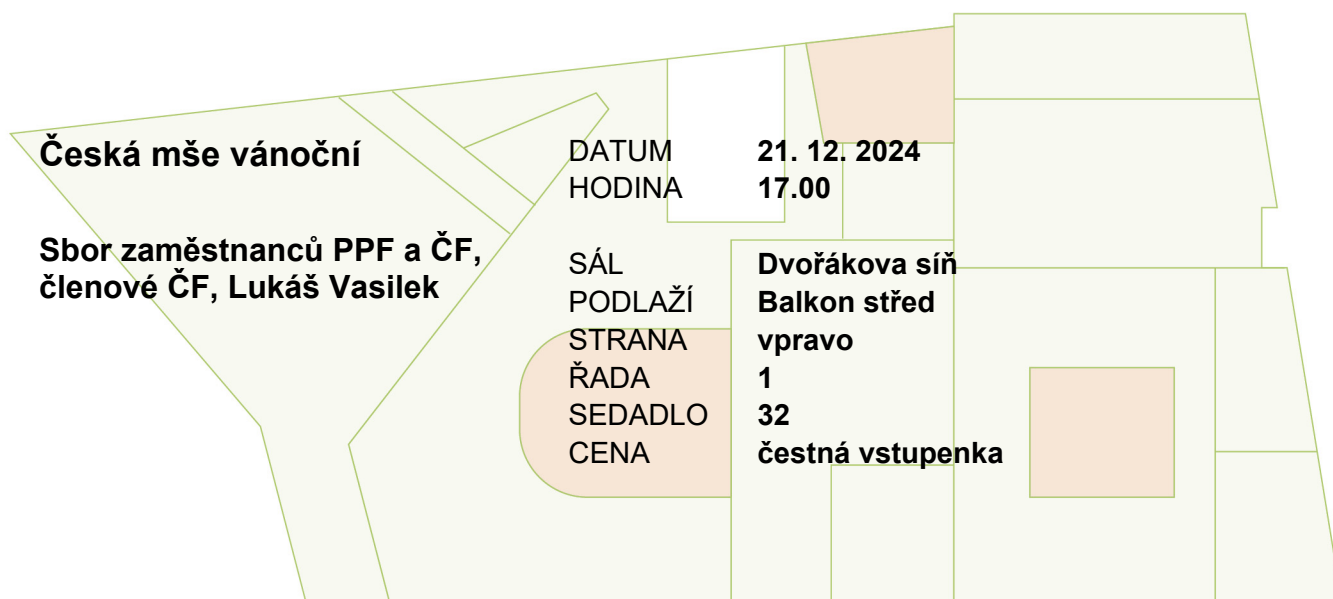 Česká mše vánoční
Sbor zaměstnanců PPF a ČF,
členové ČF, Lukáš Vasilek
DATUM 21. 12. 2024
HODINA 17.00
SÁL Dvořákova síň
PODLAŽÍ Balkon střed
STRANA vpravo
ŘADA 1
SEDADLO 32
CENA čestná vstupenka